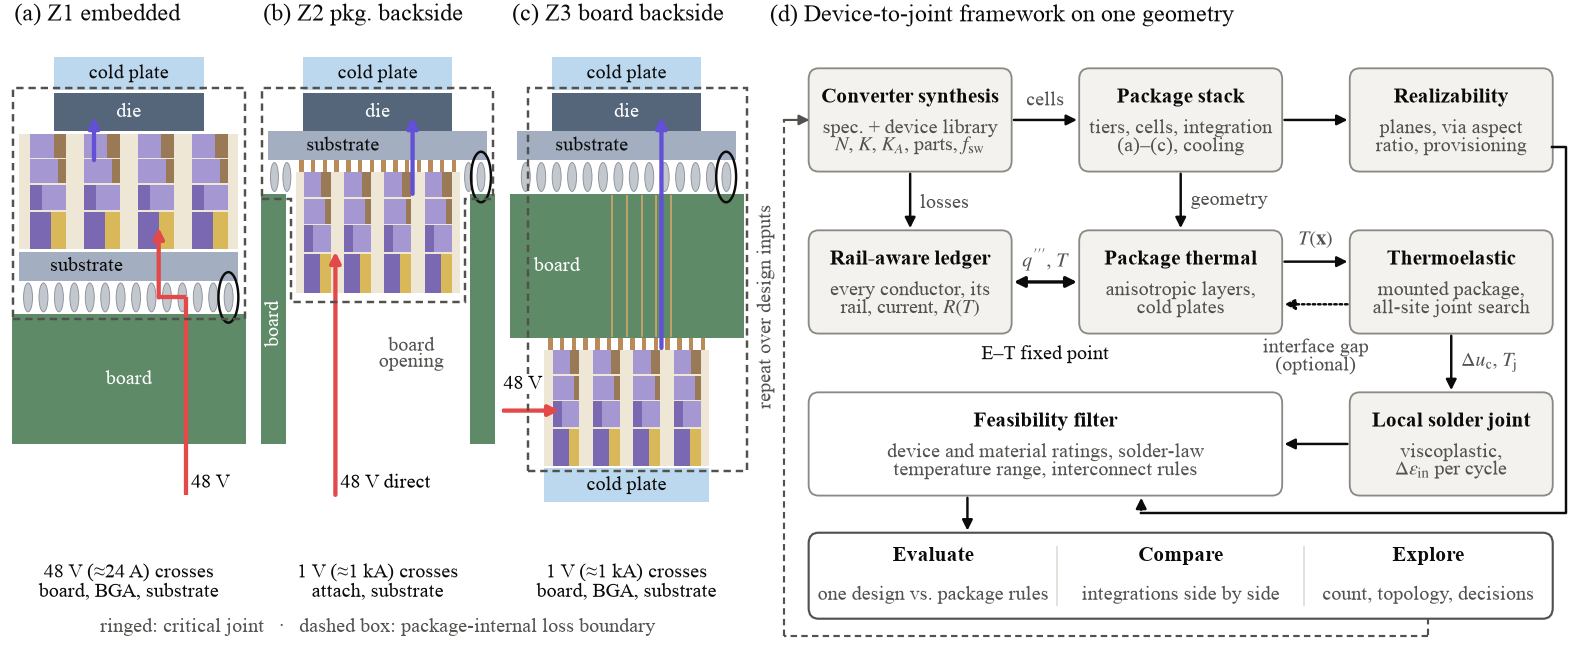 (a) Z1 embedded
cold plate
die
substrate
board
48 V
48 V (≈24 A) crosses
board, BGA, substrate
(b) Z2 pkg. backside
cold plate
die
substrate
board
board
opening
48 V direct
1 V (≈1 kA) crosses
attach, substrate
(c) Z3 board backside
cold plate
die
substrate
board
48 V
cold plate
1 V (≈1 kA) crosses
board, BGA, substrate
ringed: critical joint · dashed box: package-internal loss boundary
(d) Device-to-joint framework on one geometry
repeat over design inputs
Converter synthesis
spec. + device library
N, K, K_A, parts, f_sw
cells
Package stack
tiers, cells, integration
(a)–(c), cooling
Realizability
planes, via aspect
ratio, provisioning
losses
geometry
Rail-aware ledger
every conductor, its
rail, current, R(T)
q′′′, T
Package thermal
anisotropic layers,
cold plates
T(x)
Thermoelastic
mounted package,
all-site joint search
E–T fixed point
interface gap
(optional)
Δu_c, T_j
Feasibility filter
device and material ratings, solder-law
temperature range, interconnect rules
Local solder joint
viscoplastic,
Δε_in per cycle
Evaluate
one design vs. package rules
Compare
integrations side by side
Explore
count, topology, decisions